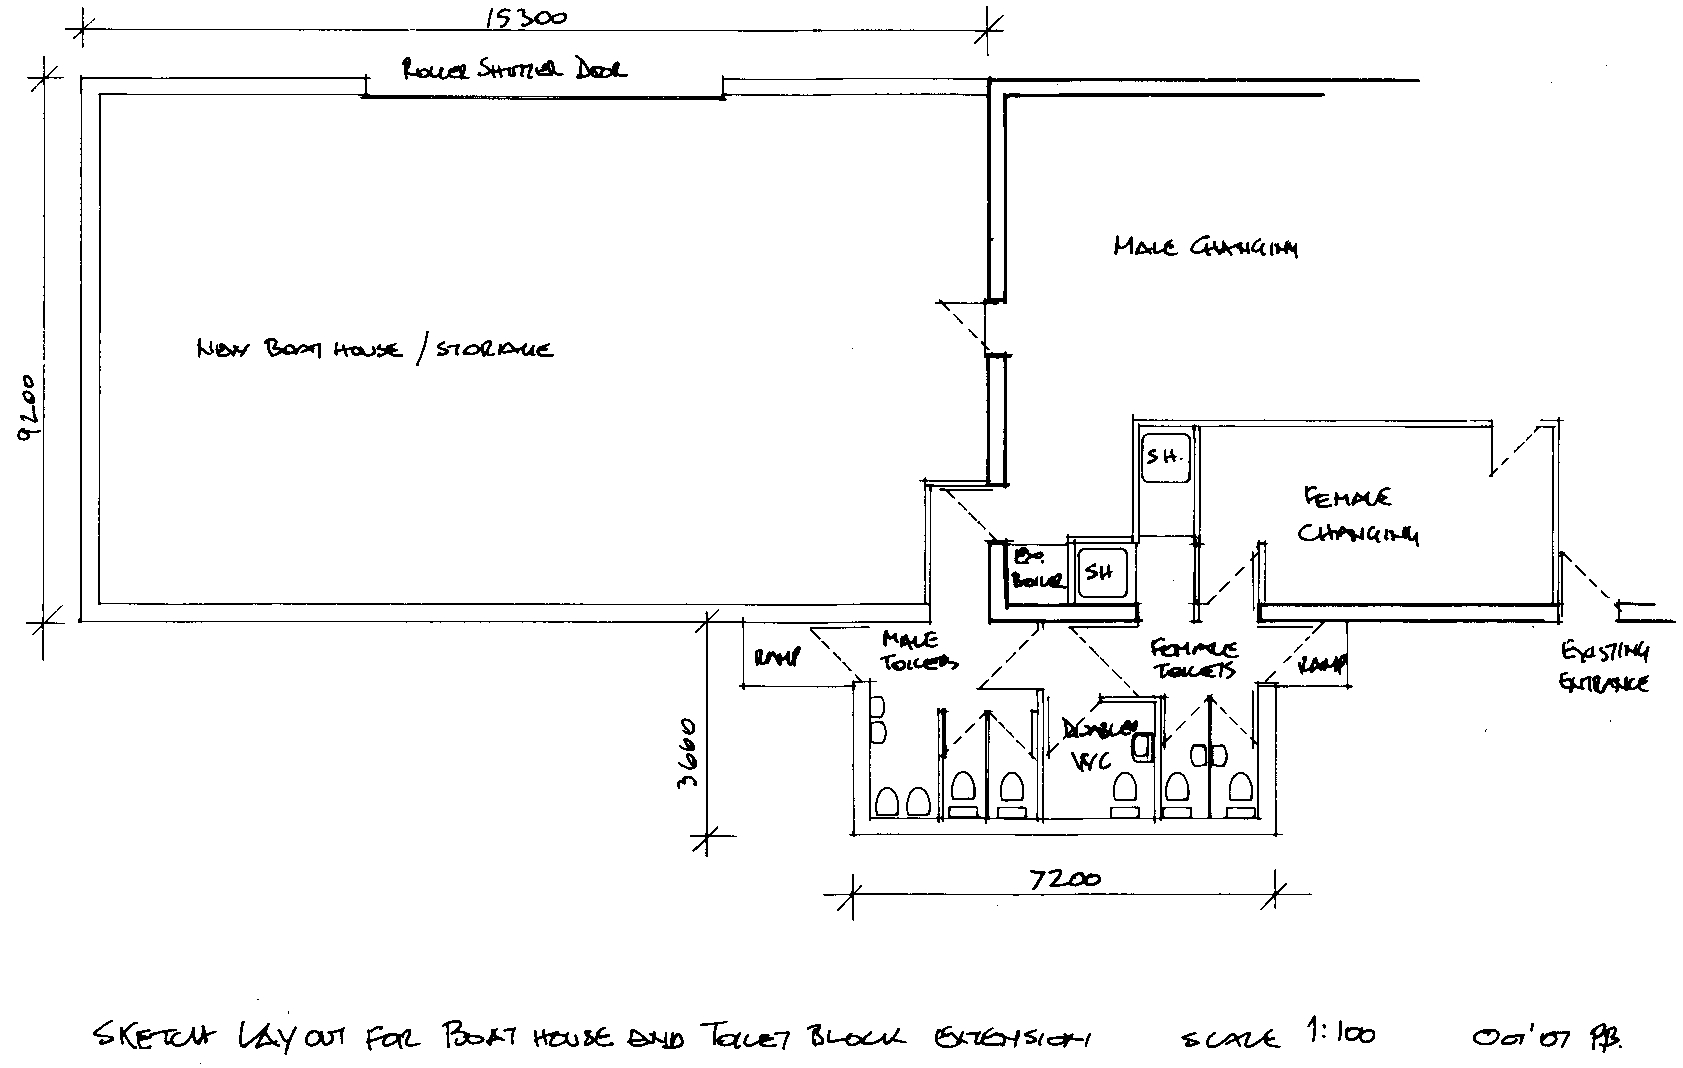 15300
ROLLER SHUTTER DOOR
MALE CHANGING
NEW BOAT HOUSE / STORAGE
9200
SH.
FEMALE
CHANGING
BOILER
SH
MALE
TOILETS
FEMALE
TOILETS
RAMP
RAMP
EXISTING
ENTRANCE
DISABLED
WC
3660
7200
SKETCH LAYOUT FOR BOAT HOUSE AND TOILET BLOCK EXTENSION SCALE 1:100 OCT'07 P.B.